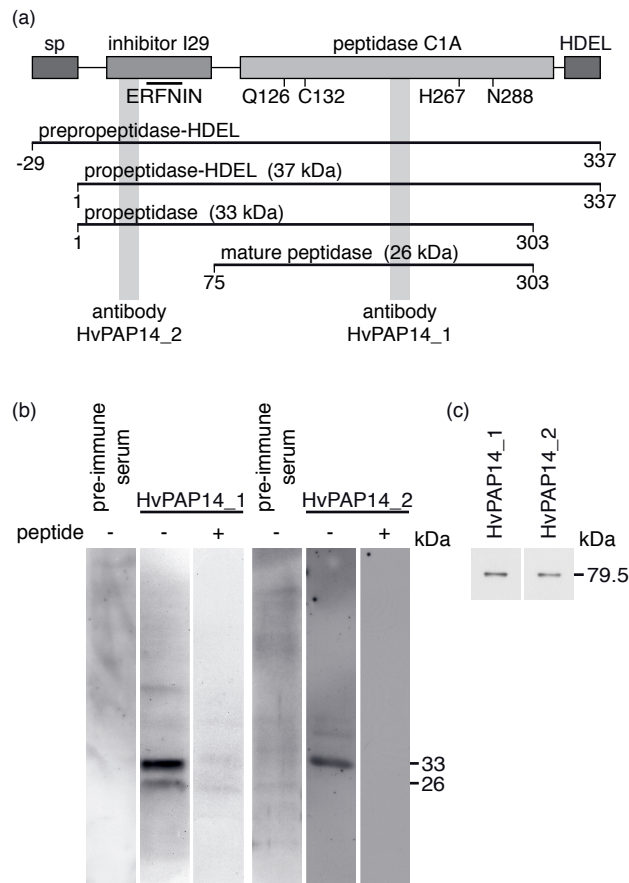 (a)
sp inhibitor I29 peptidase C1A HDEL
ERFNIN Q126 C132 H267 N288
prepropeptidase-HDEL
-29 337
propeptidase-HDEL (37 kDa)
1 337
propeptidase (33 kDa)
1 303
mature peptidase (26 kDa)
75 303
antibody
HvPAP14_2
antibody
HvPAP14_1
(b)
pre-immune
serum
HvPAP14_1
pre-immune
serum
HvPAP14_2
peptide - - + - - + kDa
33
26
(c)
HvPAP14_1
HvPAP14_2
kDa
79.5